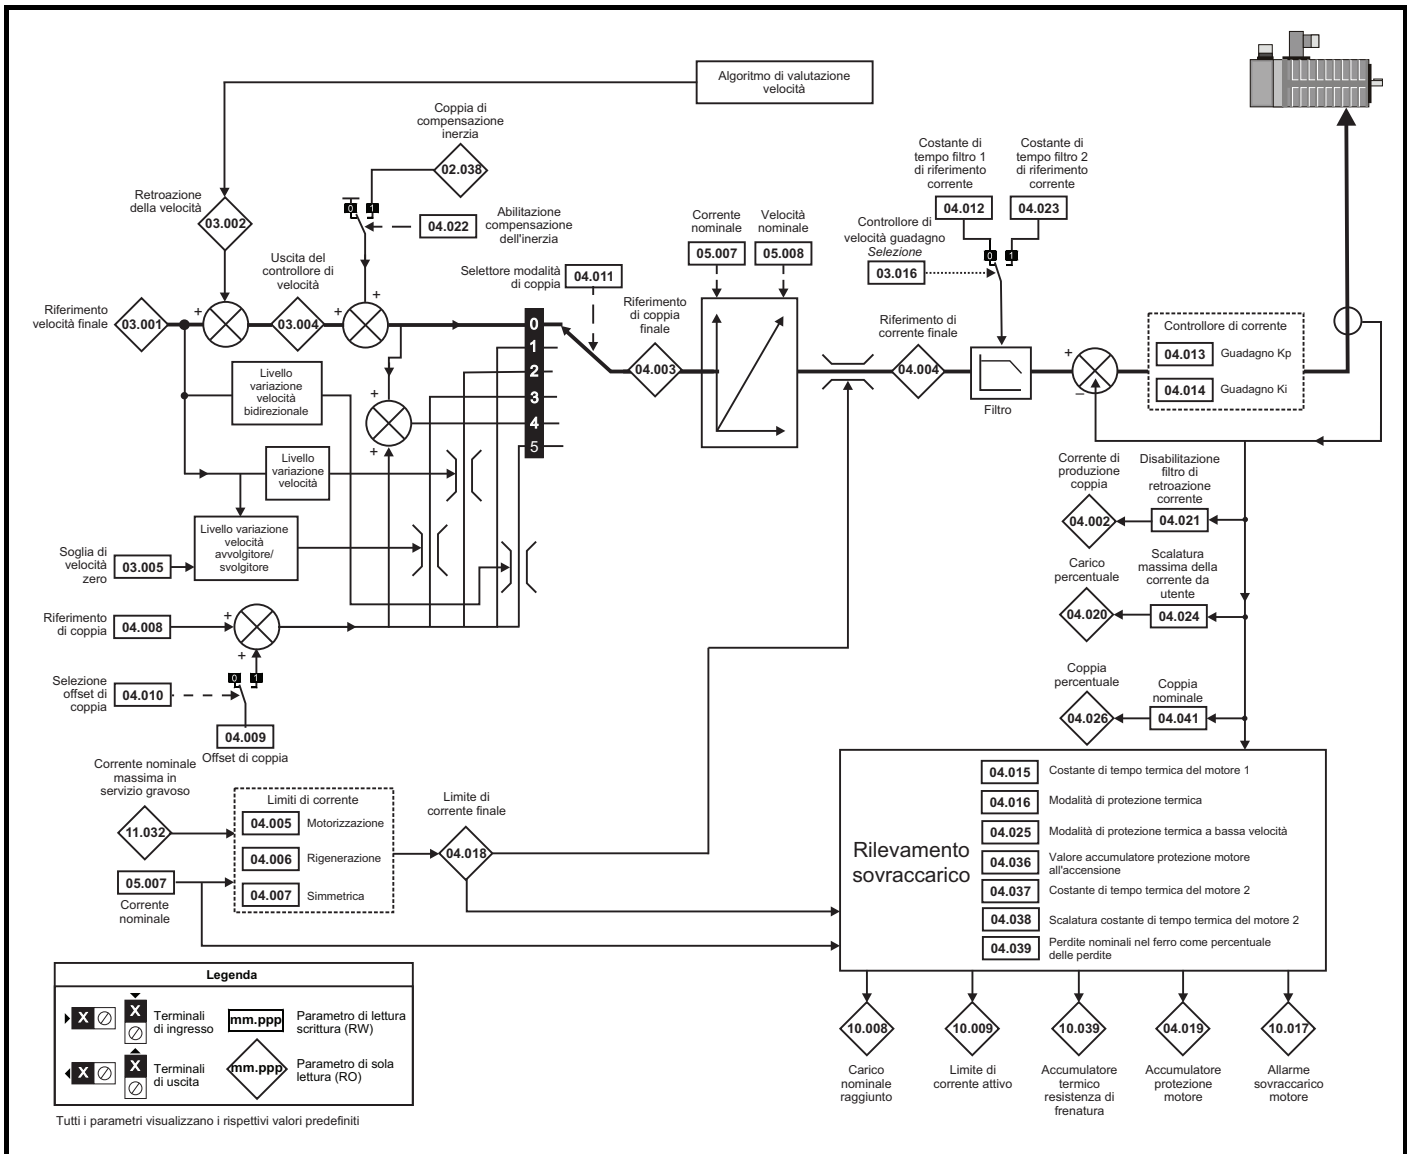 Algoritmo di valutazione
velocità
Coppia di
compensazione
inerzia
02.038
0 1
04.022
Abilitazione
compensazione
dell'inerzia
Retroazione
della velocità
03.002
Costante di
tempo filtro 1
di riferimento
corrente
04.012
Costante di
tempo filtro 2
di riferimento
corrente
04.023
Controllore di
velocità guadagno
Selezione
03.016
0 1
Corrente
nominale
05.007
Velocità
nominale
05.008
Uscita del
controllore di
velocità
03.004
Selettore modalità
di coppia
04.011
Riferimento
velocità finale
03.001
+
+
+
+
0
1
2
3
4
5
Riferimento
di coppia
finale
04.003
Riferimento di
corrente finale
04.004
Filtro
+
–
Controllore di corrente
04.013 Guadagno Kp
04.014 Guadagno Ki
Livello
variazione
velocità
bidirezionale
+
+
Livello
variazione
velocità
Livello variazione
velocità
avvolgitore/
svolgitore
Soglia di
velocità
zero
03.005
Riferimento
di coppia
04.008
+
+
Selezione
offset di
coppia
04.010
0 1
04.009
Offset di coppia
Corrente di
produzione
coppia
04.002
Disabilitazione
filtro di
retroazione
corrente
04.021
Carico
percentuale
04.020
Scalatura
massima della
corrente da
utente
04.024
Coppia
percentuale
04.026
Coppia
nominale
04.041
Corrente nominale
massima in
servizio gravoso
11.032
05.007
Corrente
nominale
Limiti di corrente
04.005 Motorizzazione
04.006 Rigenerazione
04.007 Simmetrica
Limite di
corrente finale
04.018
Rilevamento
sovraccarico
04.015 Costante di tempo termica del motore 1
04.016 Modalità di protezione termica
04.025 Modalità di protezione termica a bassa velocità
04.036 Valore accumulatore protezione motore
all'accensione
04.037 Costante di tempo termica del motore 2
04.038 Scalatura costante di tempo termica del motore 2
04.039 Perdite nominali nel ferro come percentuale
delle perdite
10.008
Carico
nominale
raggiunto
10.009
Limite di
corrente attivo
10.039
Accumulatore
termico
resistenza di
frenatura
04.019
Accumulatore
protezione
motore
10.017
Allarme
sovraccarico
motore
Legenda
X X Terminali
di ingresso
mm.ppp Parametro di lettura
scrittura (RW)
X X Terminali
di uscita
mm.ppp Parametro di sola
lettura (RO)
Tutti i parametri visualizzano i rispettivi valori predefiniti